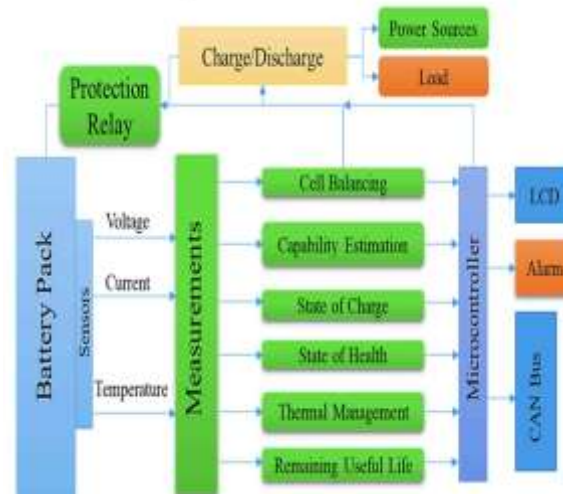 Power Sources
Charge/Discharge
Load
Protection
Relay
Battery Pack
Sensors
Voltage
Current
Temperature
Measurements
Cell Balancing
Capability Estimation
State of Charge
State of Health
Thermal Management
Remaining Useful Life
Microcontroller
LCD
Alarm
CAN Bus